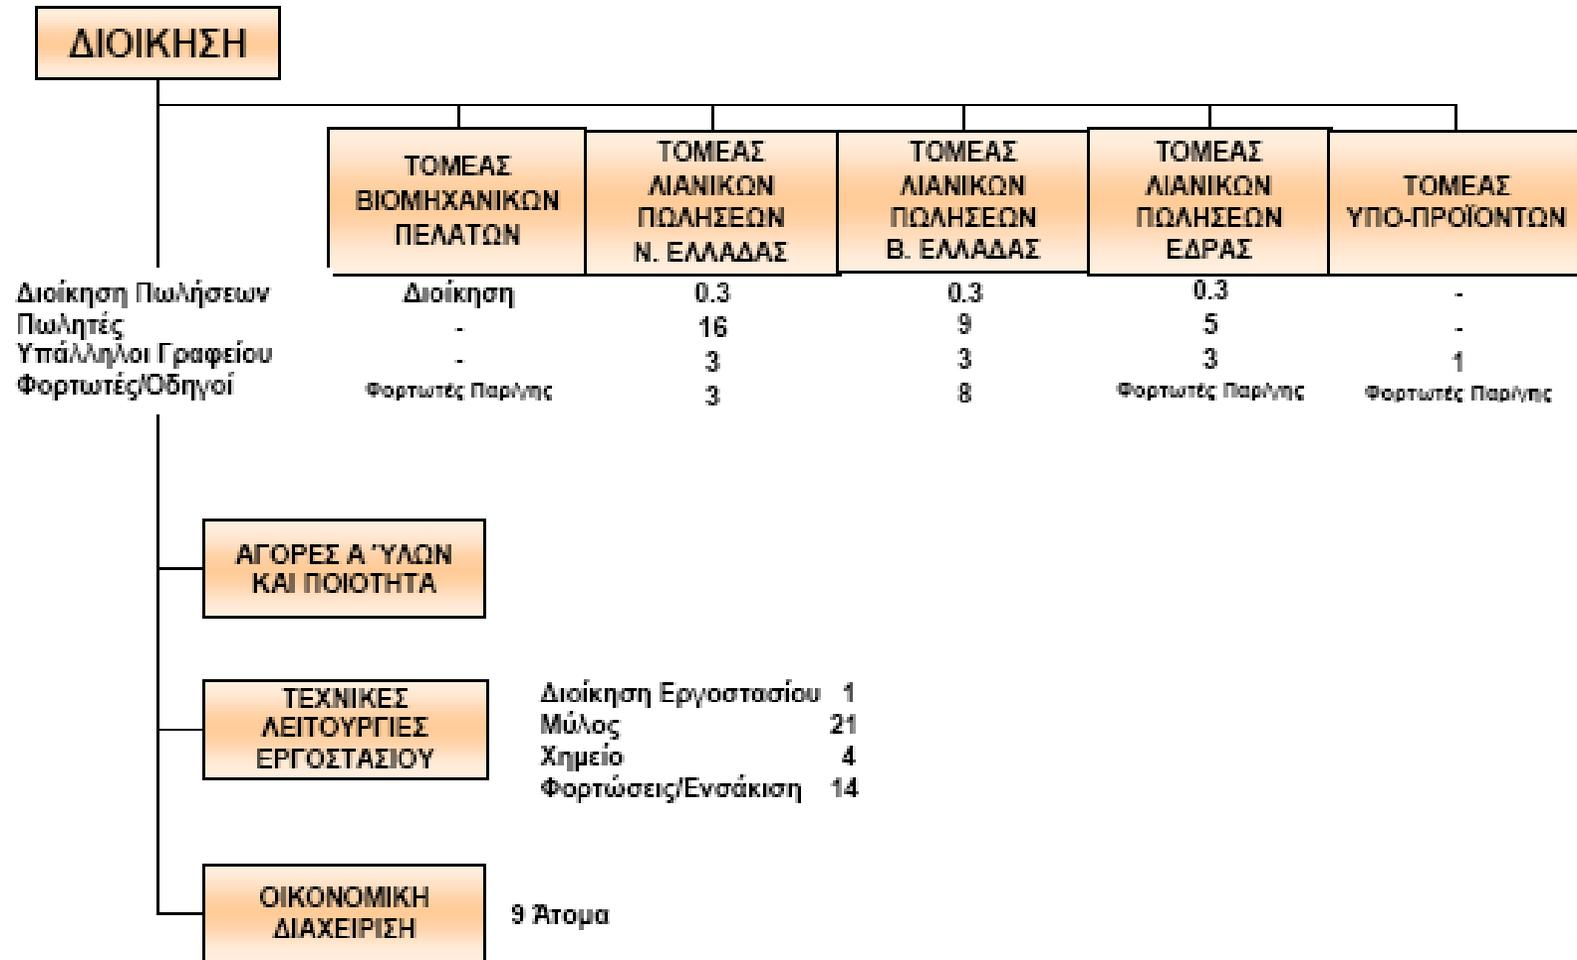 ΔΙΟΙΚΗΣΗ
ΤΟΜΕΑΣ
ΒΙΟΜΗΧΑΝΙΚΩΝ
ΠΕΛΑΤΩΝ
ΤΟΜΕΑΣ
ΛΙΑΝΙΚΩΝ
ΠΩΛΗΣΕΩΝ
Ν. ΕΛΛΑΔΑΣ
ΤΟΜΕΑΣ
ΛΙΑΝΙΚΩΝ
ΠΩΛΗΣΕΩΝ
Β. ΕΛΛΑΔΑΣ
ΤΟΜΕΑΣ
ΛΙΑΝΙΚΩΝ
ΠΩΛΗΣΕΩΝ
ΕΔΡΑΣ
ΤΟΜΕΑΣ
ΥΠΟ-ΠΡΟΪΟΝΤΩΝ
Διοίκηση Πωλήσεων Διοίκηση 0.3 0.3 0.3 -
Πωλητές - 16 9 5 -
Υπάλληλοι Γραφείου - 3 3 3 1
Φορτωτές/Οδηγοί Φορτωτές Παρ/γης 3 8 Φορτωτές Παρ/γης Φορτωτές Παρ/γης
ΑΓΟΡΕΣ Α ΎΛΩΝ
ΚΑΙ ΠΟΙΟΤΗΤΑ
ΤΕΧΝΙΚΕΣ
ΛΕΙΤΟΥΡΓΙΕΣ
ΕΡΓΟΣΤΑΣΙΟΥ
Διοίκηση Εργοστασίου 1
Μύλος 21
Χημείο 4
Φορτώσεις/Ενσάκιση 14
ΟΙΚΟΝΟΜΙΚΗ
ΔΙΑΧΕΙΡΙΣΗ
9 Άτομα